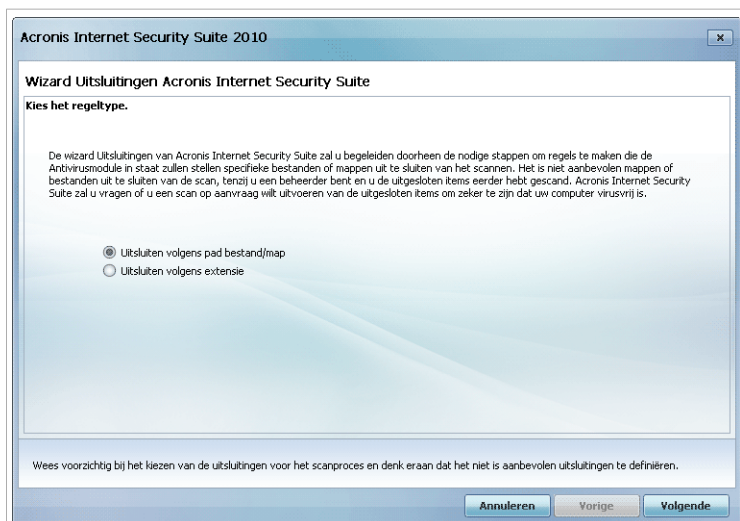 Acronis Internet Security Suite 2010
x
Wizard Uitsluitingen Acronis Internet Security Suite
Kies het regeltype.
De wizard Uitsluitingen van Acronis Internet Security Suite zal u begeleiden doorheen de nodige stappen om regels te maken die de
Antivirusmodule in staat zullen stellen specifieke bestanden of mappen uit te sluiten van het scannen. Het is niet aanbevolen mappen of
bestanden uit te sluiten van de scan, tenzij u een beheerder bent en u de uitgesloten items eerder hebt gescand. Acronis Internet Security
Suite zal u vragen of u een scan op aanvraag wilt uitvoeren van de uitgesloten items om zeker te zijn dat uw computer virusvrij is.
Uitsluiten volgens pad bestand/map
Uitsluiten volgens extensie
Wees voorzichtig bij het kiezen van de uitsluitingen voor het scanproces en denk eraan dat het niet is aanbevolen uitsluitingen te definiëren.
Annuleren Vorige Volgende